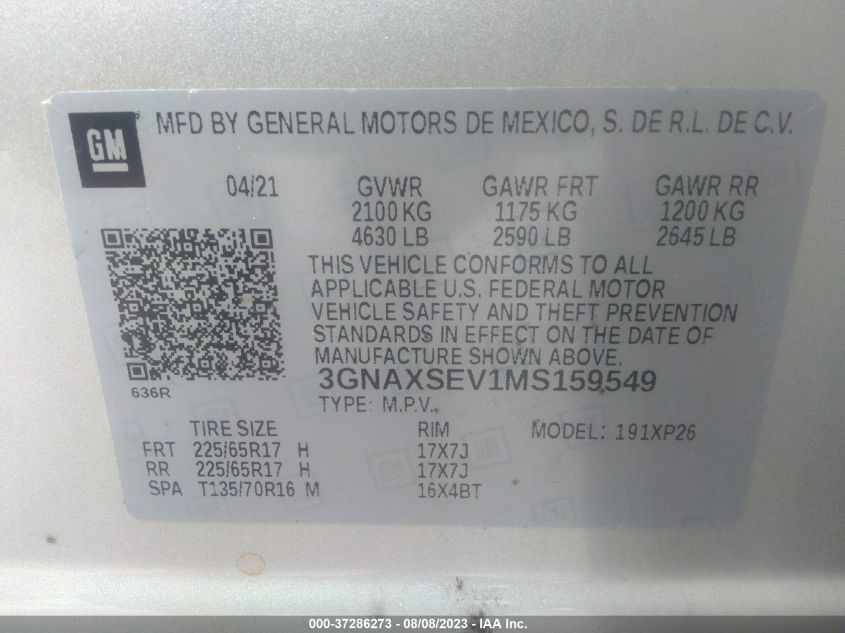 GM
MFD BY GENERAL MOTORS DE MEXICO, S. DE R.L. DE C.V.
04/21 GVWR GAWR FRT GAWR RR
2100 KG 1175 KG 1200 KG
4630 LB 2590 LB 2645 LB
THIS VEHICLE CONFORMS TO ALL
APPLICABLE U.S. FEDERAL MOTOR
VEHICLE SAFETY AND THEFT PREVENTION
STANDARDS IN EFFECT ON THE DATE OF
MANUFACTURE SHOWN ABOVE.
3GNAXSEV1MS159549
636R
TYPE: M.P.V.
TIRE SIZE RIM MODEL: 191XP26
FRT 225/65R17 H 17X7J
RR 225/65R17 H 17X7J
SPA T135/70R16 M 16X4BT
000-37286273 - 08/08/2023 - IAAI.com, Inc.